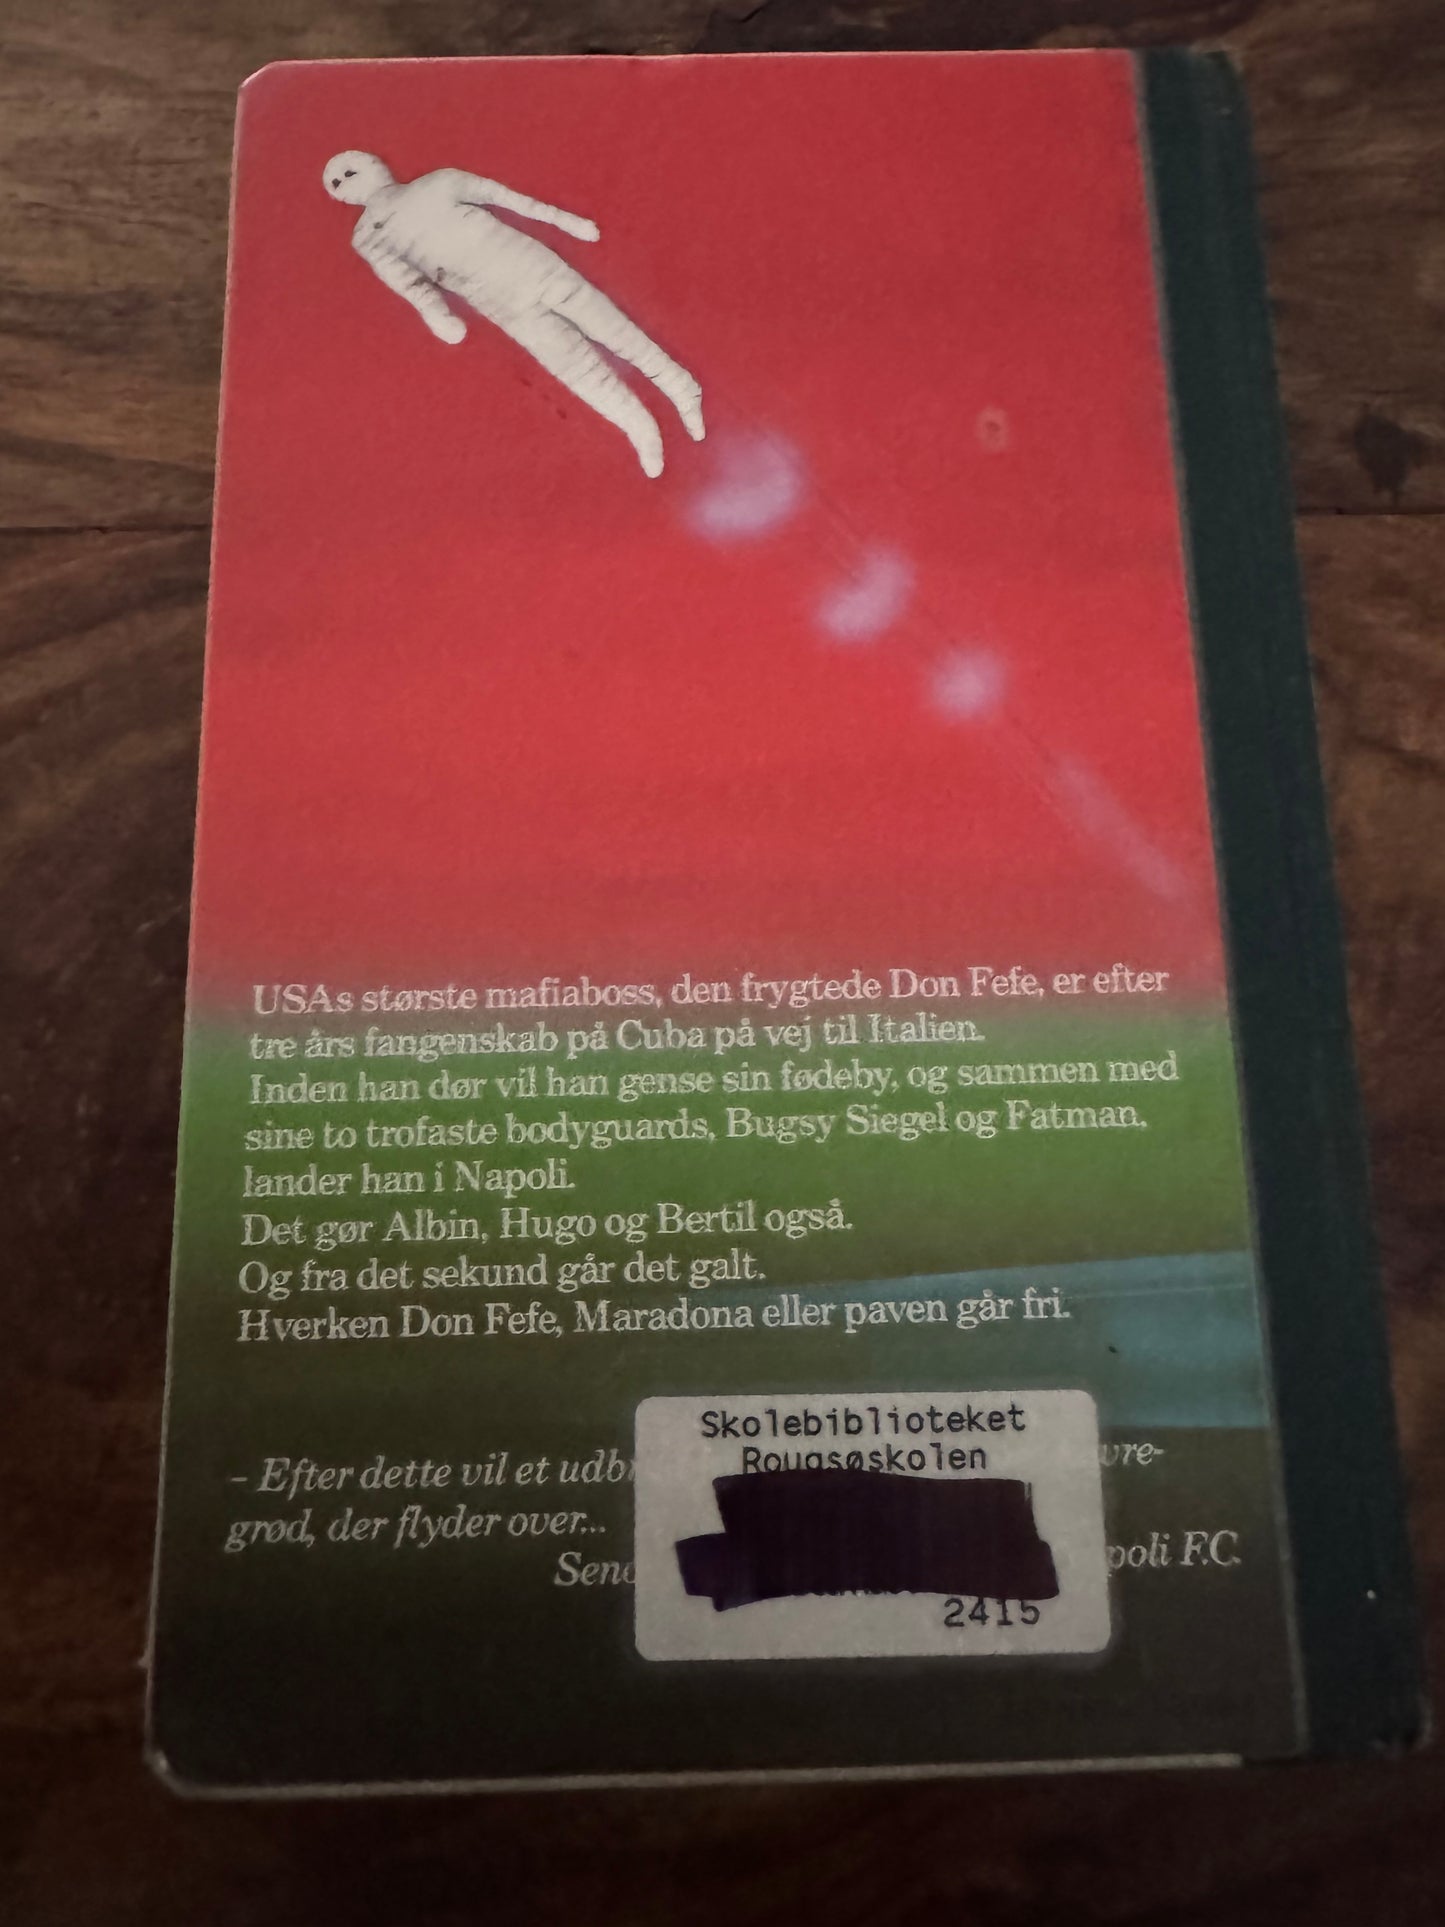 USAs største mafiaboss, den frygtede Don Fefe, er efter
tre års fangenskab på Cuba på vej til Italien.
Inden han dør vil han gense sin fødeby, og sammen med
sine to trofaste bodyguards, Bugsy Siegel og Fatman,
lander han i Napoli.
Det gør Albin, Hugo og Bertil også.
Og fra det sekund går det galt.
Hverken Don Fefe, Maradona eller paven går fri.
– Efter dette vil et
grød, der flyder over...
F.C.
Skolebiblioteket
Rougsøskolen
2415